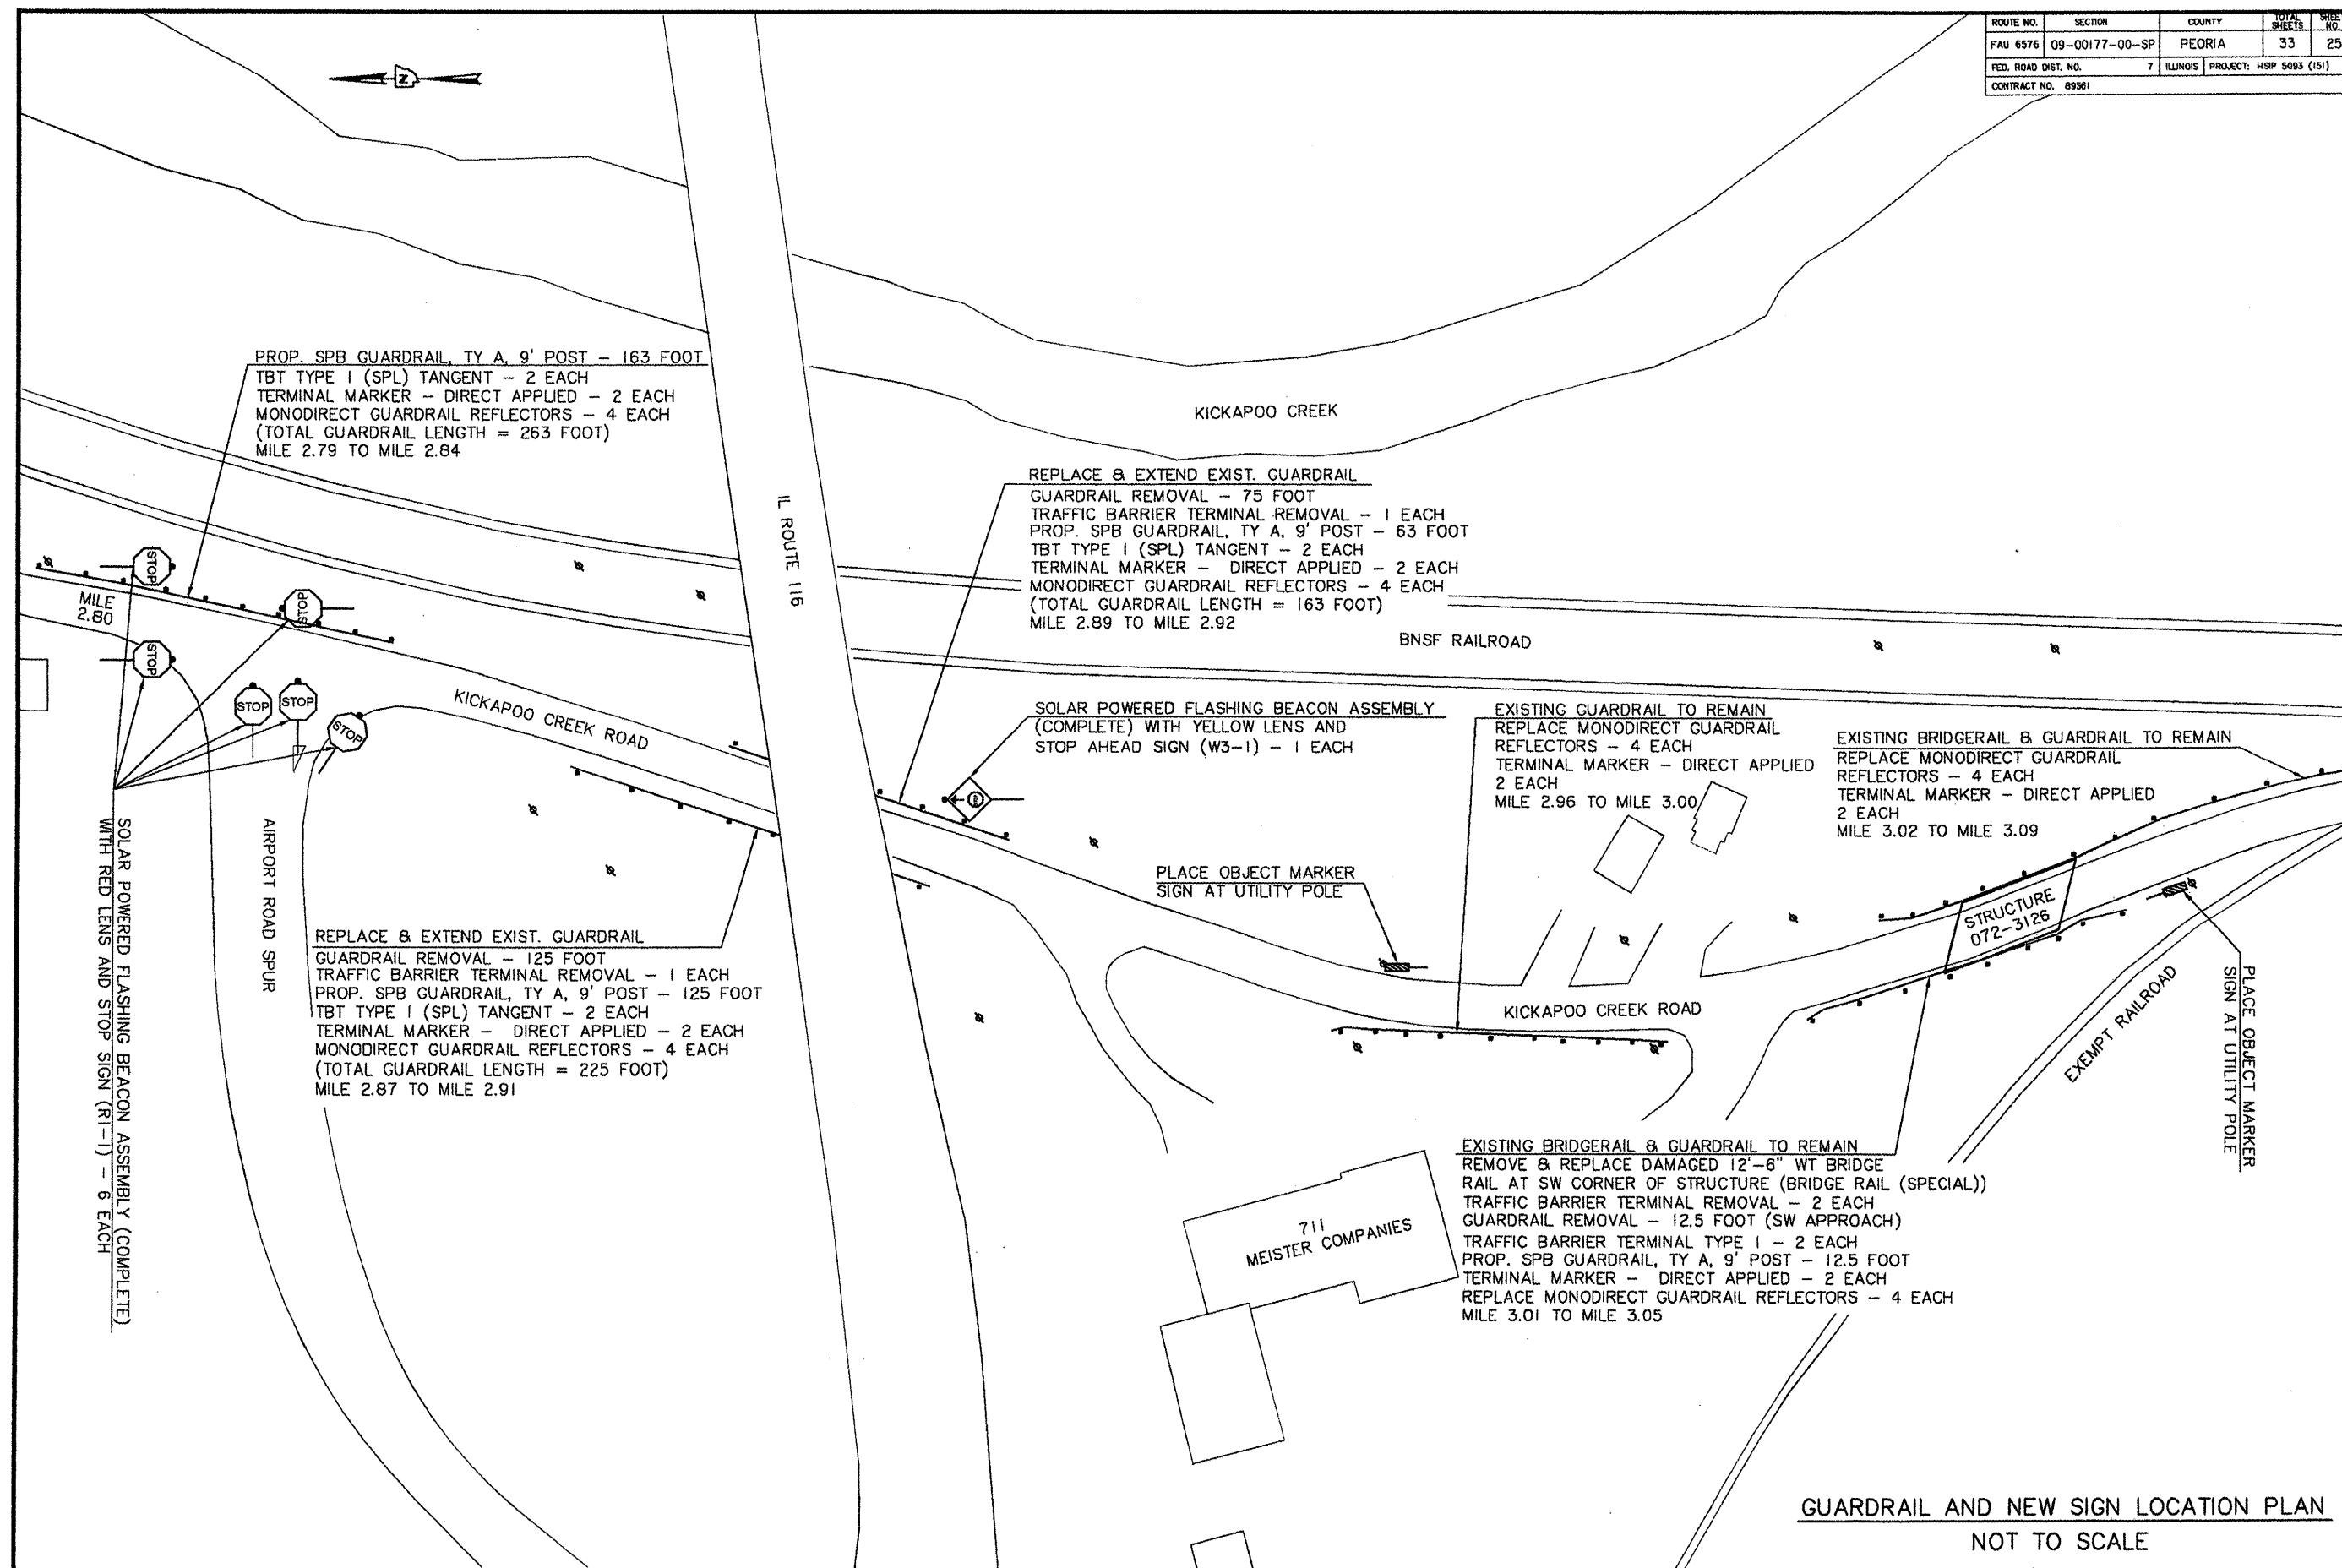 ROUTE NO. SECTION COUNTY TOTAL SHEETS
FAU 6576 09-00177-00-SP PEORIA 33 25
FED. ROAD DIST. NO. 7 ILLINOIS PROJECT: HSIP 5093 (151)
CONTRACT NO. 89561
N
PROP. SPB GUARDRAIL, TY A, 9' POST – 163 FOOT
TBT TYPE 1 (SPL) TANGENT – 2 EACH
TERMINAL MARKER – DIRECT APPLIED – 2 EACH
MONODIRECT GUARDRAIL REFLECTORS – 4 EACH
(TOTAL GUARDRAIL LENGTH = 263 FOOT)
MILE 2.79 TO MILE 2.84
KICKAPOO CREEK
IL ROUTE 116
REPLACE & EXTEND EXIST. GUARDRAIL
GUARDRAIL REMOVAL – 75 FOOT
TRAFFIC BARRIER TERMINAL REMOVAL – 1 EACH
PROP. SPB GUARDRAIL, TY A, 9' POST – 63 FOOT
TBT TYPE 1 (SPL) TANGENT – 2 EACH
TERMINAL MARKER – DIRECT APPLIED – 2 EACH
MONODIRECT GUARDRAIL REFLECTORS – 4 EACH
(TOTAL GUARDRAIL LENGTH = 163 FOOT)
MILE 2.89 TO MILE 2.92
BNSF RAILROAD
STOP
STOP
MILE
2.80
STOP
STOP
STOP
STOP
KICKAPOO CREEK ROAD
SOLAR POWERED FLASHING BEACON ASSEMBLY
(COMPLETE) WITH YELLOW LENS AND
STOP AHEAD SIGN (W3-1) – 1 EACH
EXISTING GUARDRAIL TO REMAIN
REPLACE MONODIRECT GUARDRAIL
REFLECTORS – 4 EACH
TERMINAL MARKER – DIRECT APPLIED
2 EACH
MILE 2.96 TO MILE 3.00
EXISTING BRIDGERAIL & GUARDRAIL TO REMAIN
REPLACE MONODIRECT GUARDRAIL
REFLECTORS – 4 EACH
TERMINAL MARKER – DIRECT APPLIED
2 EACH
MILE 3.02 TO MILE 3.09
SOLAR POWERED FLASHING BEACON ASSEMBLY (COMPLETE)
WITH RED LENS AND STOP SIGN (R1-1) – 6 EACH
AIRPORT ROAD SPUR
PLACE OBJECT MARKER
SIGN AT UTILITY POLE
STRUCTURE
072-3126
REPLACE & EXTEND EXIST. GUARDRAIL
GUARDRAIL REMOVAL – 125 FOOT
TRAFFIC BARRIER TERMINAL REMOVAL – 1 EACH
PROP. SPB GUARDRAIL, TY A, 9' POST – 125 FOOT
TBT TYPE 1 (SPL) TANGENT – 2 EACH
TERMINAL MARKER – DIRECT APPLIED – 2 EACH
MONODIRECT GUARDRAIL REFLECTORS – 4 EACH
(TOTAL GUARDRAIL LENGTH = 225 FOOT)
MILE 2.87 TO MILE 2.91
KICKAPOO CREEK ROAD
EXEMPT RAILROAD
PLACE OBJECT MARKER
SIGN AT UTILITY POLE
EXISTING BRIDGERAIL & GUARDRAIL TO REMAIN
REMOVE & REPLACE DAMAGED 12'-6" WT BRIDGE
RAIL AT SW CORNER OF STRUCTURE (BRIDGE RAIL (SPECIAL))
TRAFFIC BARRIER TERMINAL REMOVAL – 2 EACH
GUARDRAIL REMOVAL – 12.5 FOOT (SW APPROACH)
TRAFFIC BARRIER TERMINAL TYPE 1 – 2 EACH
PROP. SPB GUARDRAIL, TY A, 9' POST – 12.5 FOOT
TERMINAL MARKER – DIRECT APPLIED – 2 EACH
REPLACE MONODIRECT GUARDRAIL REFLECTORS – 4 EACH
MILE 3.01 TO MILE 3.05
711
MEISTER COMPANIES
GUARDRAIL AND NEW SIGN LOCATION PLAN
NOT TO SCALE